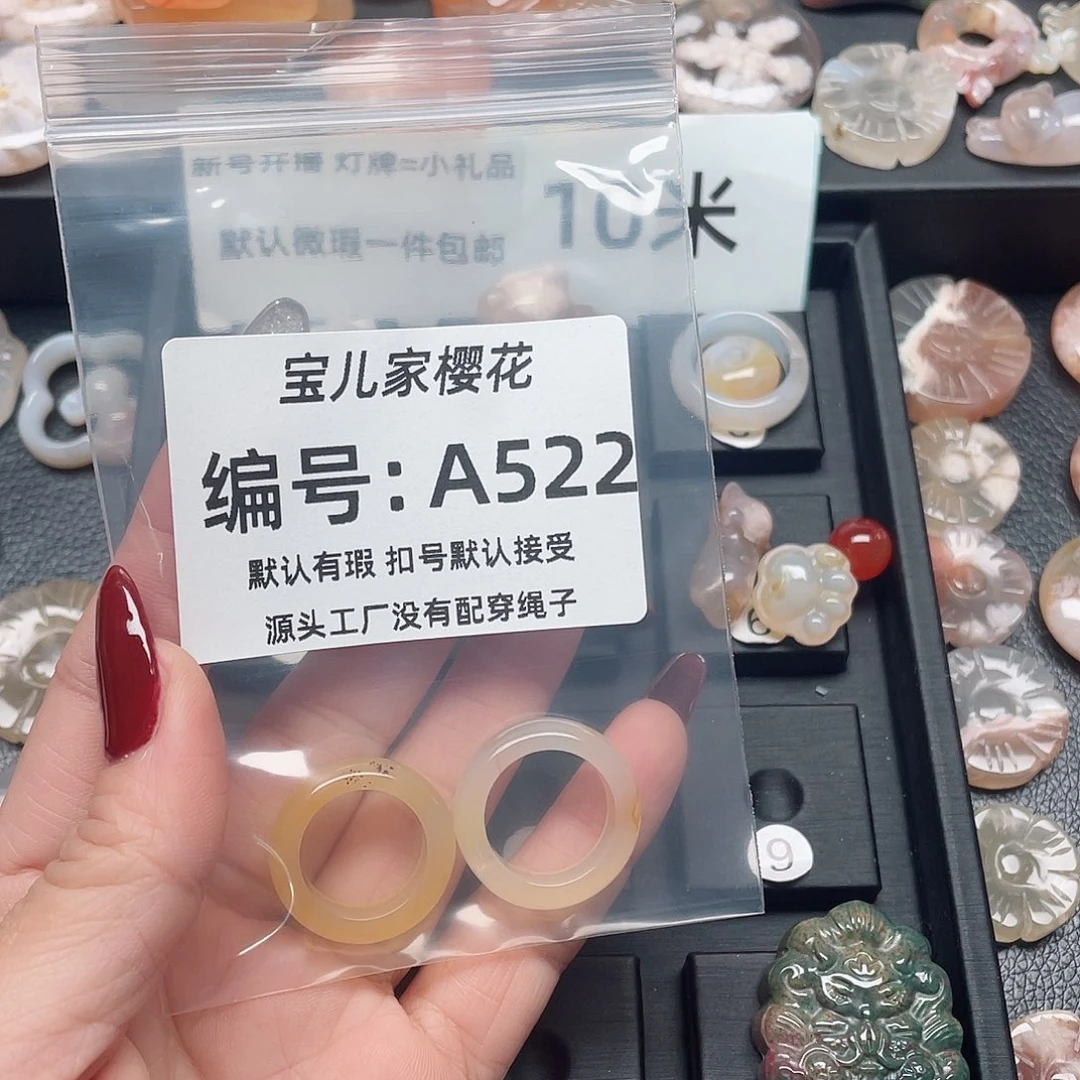 新号开播 灯牌=小礼品
10米
默认微瑕一件包邮
宝儿家樱花
编号:A522
默认有瑕 扣号默认接受
源头工厂没有配穿绳子
6
9